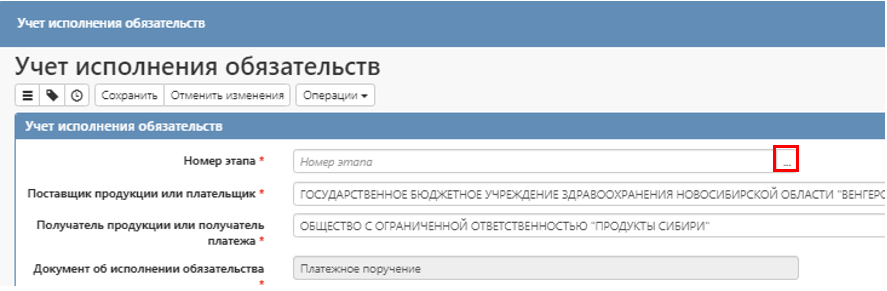 Учет исполнения обязательств
Учет исполнения обязательств
Сохранить Отменить изменения Операции
Учет исполнения обязательств
Номер этапа * Номер этапа ...
Поставщик продукции или плательщик * ГОСУДАРСТВЕННОЕ БЮДЖЕТНОЕ УЧРЕЖДЕНИЕ ЗДРАВООХРАНЕНИЯ НОВОСИБИРСКОЙ ОБЛАСТИ "ВЕНГЕРО
Получатель продукции или получатель
платежа * ОБЩЕСТВО С ОГРАНИЧЕННОЙ ОТВЕТСТВЕННОСТЬЮ "ПРОДУКТЫ СИБИРИ"
Документ об исполнении обязательства Платежное поручение
*